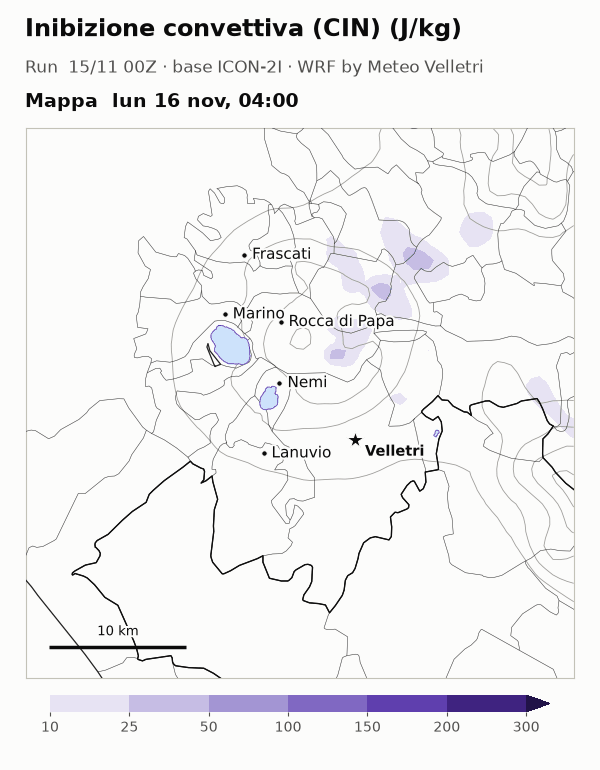 Inibizione convettiva (CIN) (J/kg)
Run  15/11 00Z · base ICON-2I · WRF by Meteo Velletri
Mappa  lun 16 nov, 04:00
Frascati
Marino
Rocca di Papa
Nemi
Velletri
Lanuvio
10 km
10 25 50 100 150 200 300